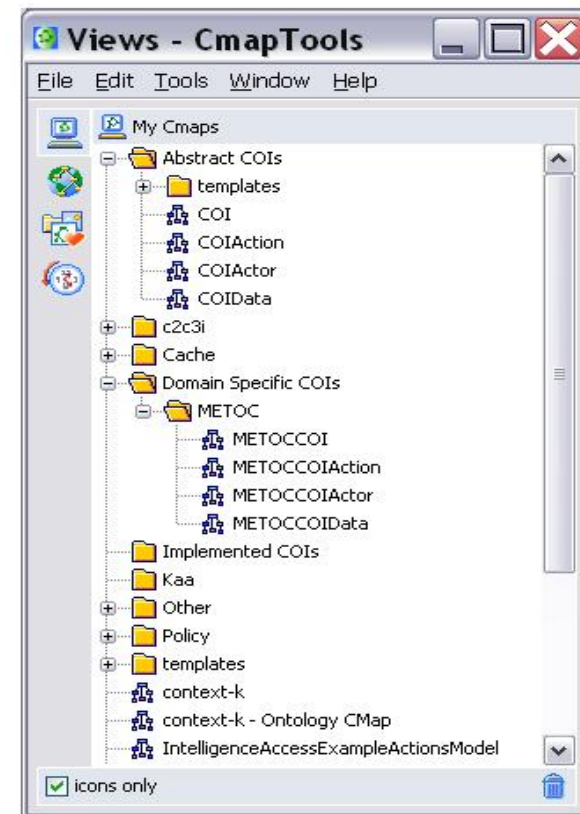 Views - CmapTools
File Edit Tools Window Help
My Cmaps
Abstract COIs
templates
COI
COIAction
COIActor
COIData
c2c3i
Cache
Domain Specific COIs
METOC
METOCCOI
METOCCOIAction
METOCCOIActor
METOCCOIData
Implemented COIs
Kaa
Other
Policy
templates
context-k
context-k - Ontology CMap
IntelligenceAccessExampleActionsModel
icons only